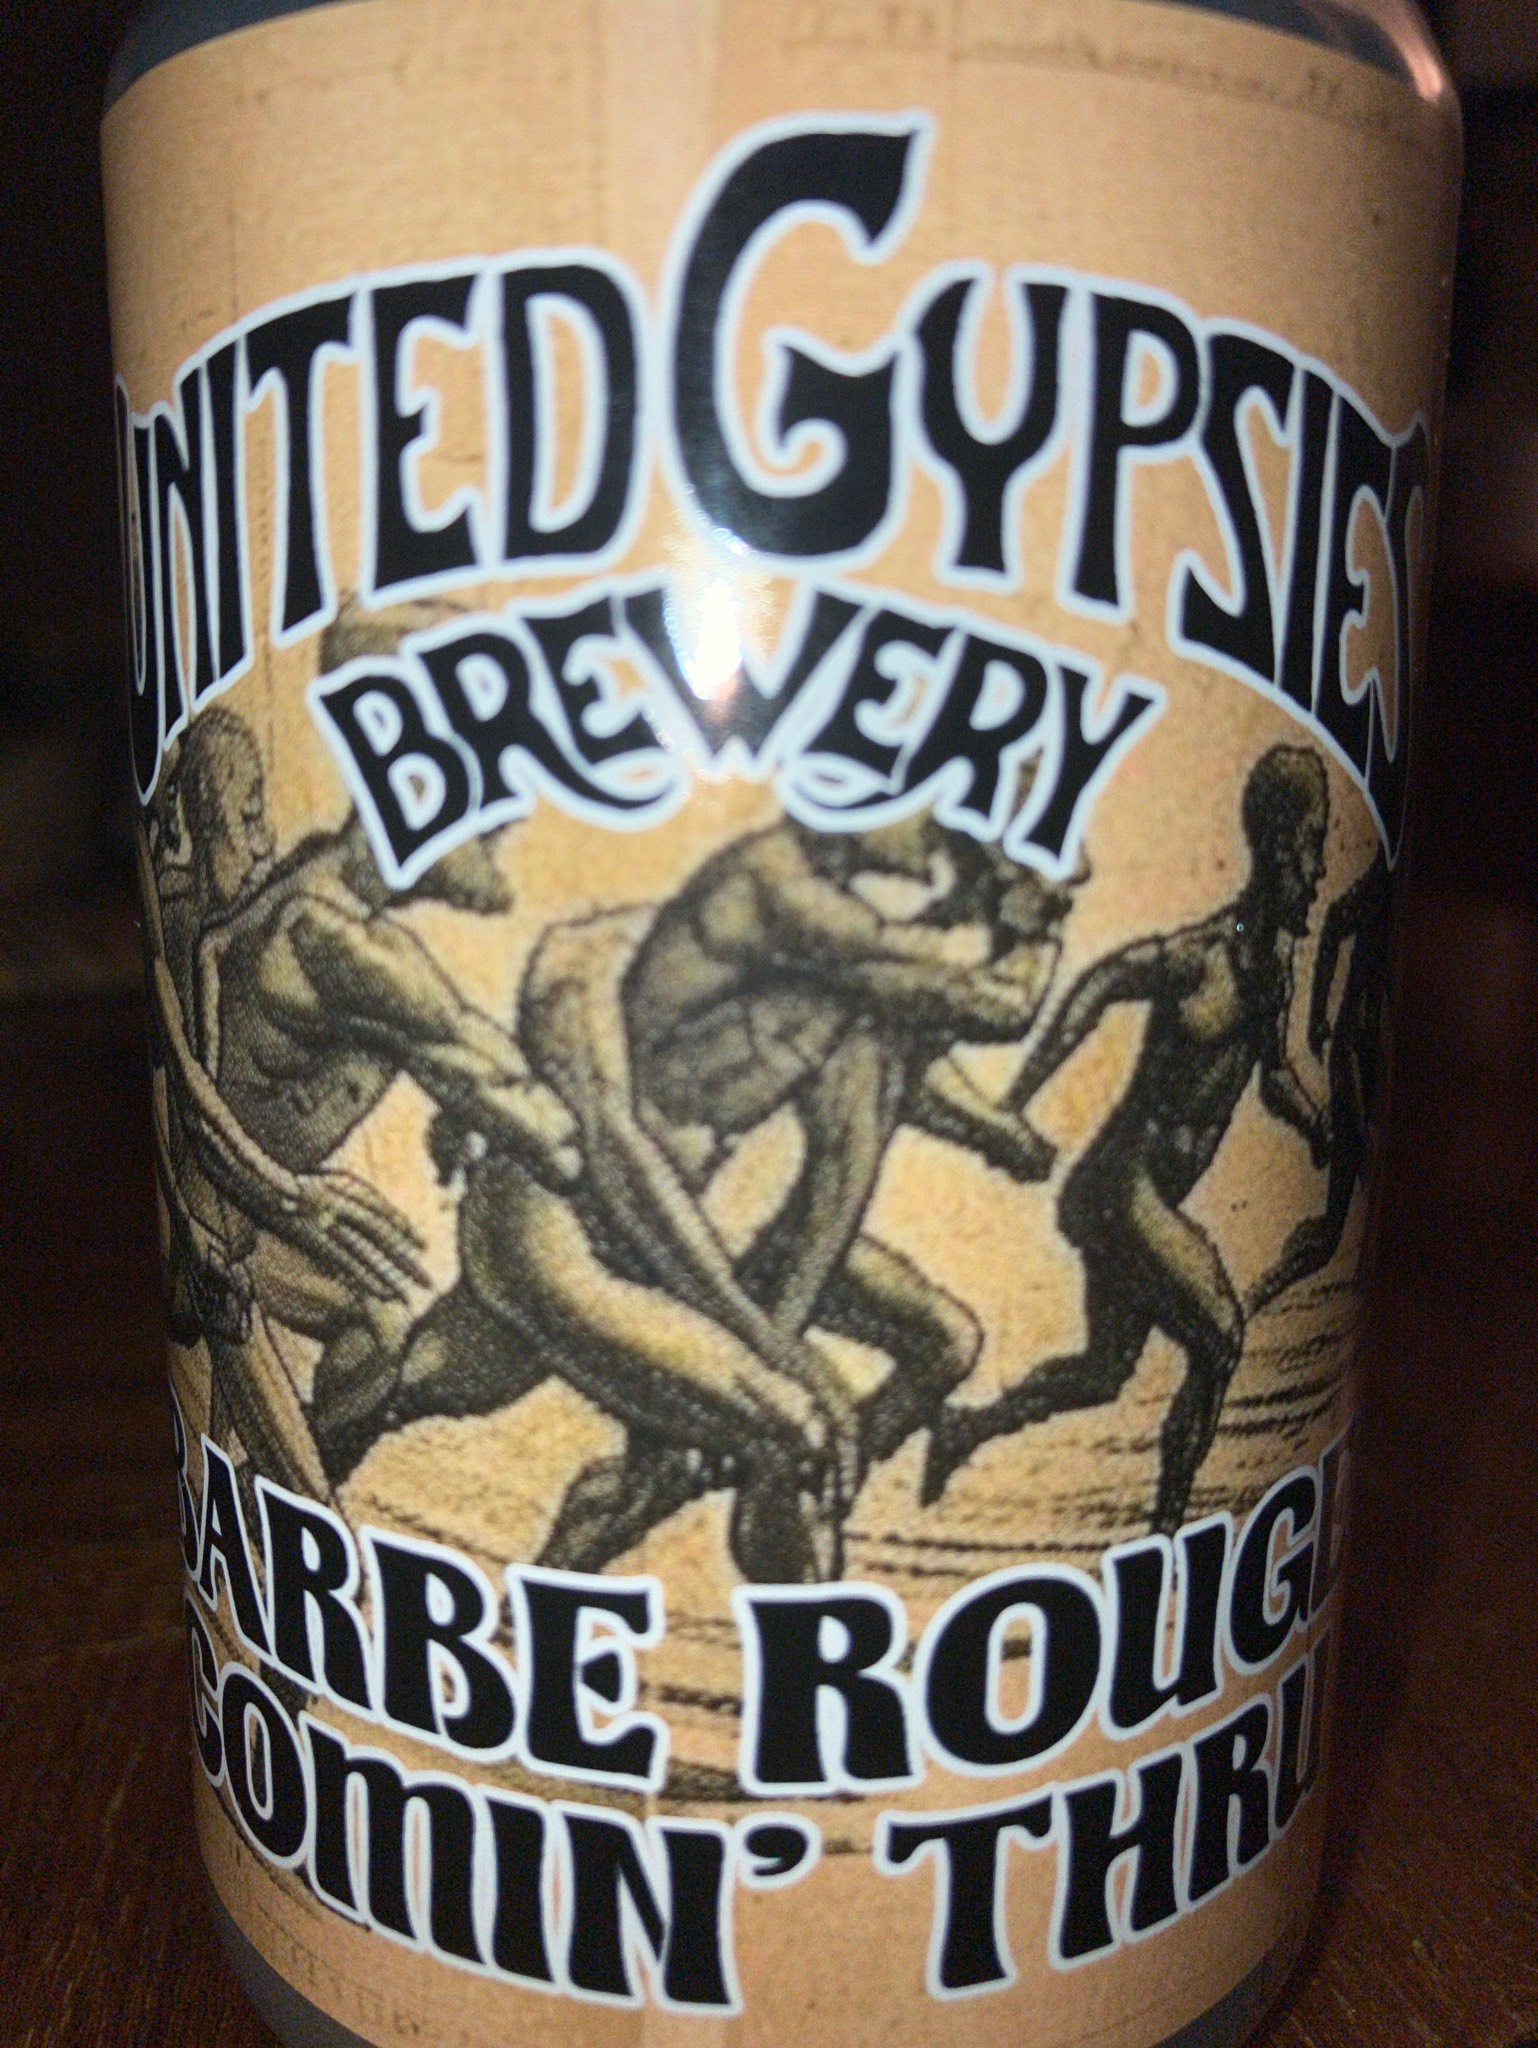 UNITED GYPSIES
BREWERY
BARBE ROUGE
COMIN' THRU